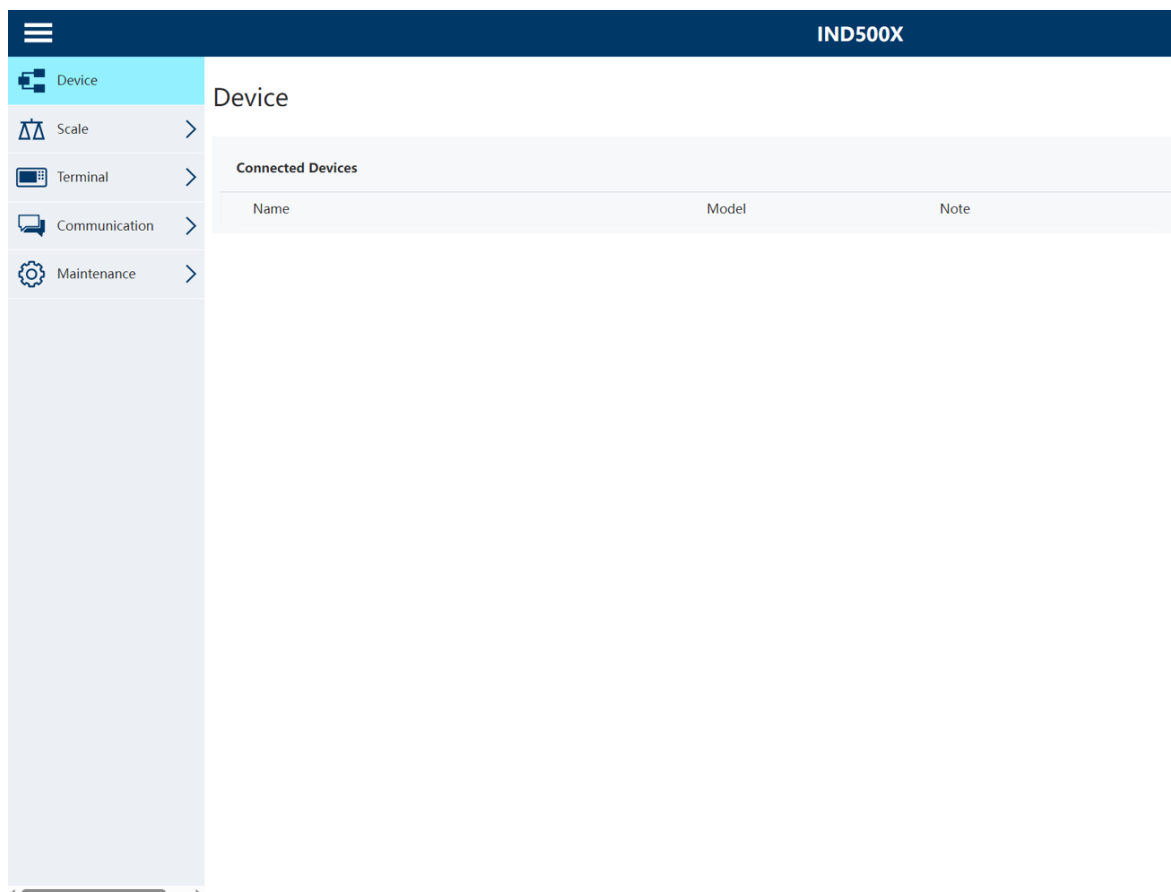 IND500X
Device
Scale
Terminal
Communication
Maintenance
Device
Connected Devices
Name Model Note